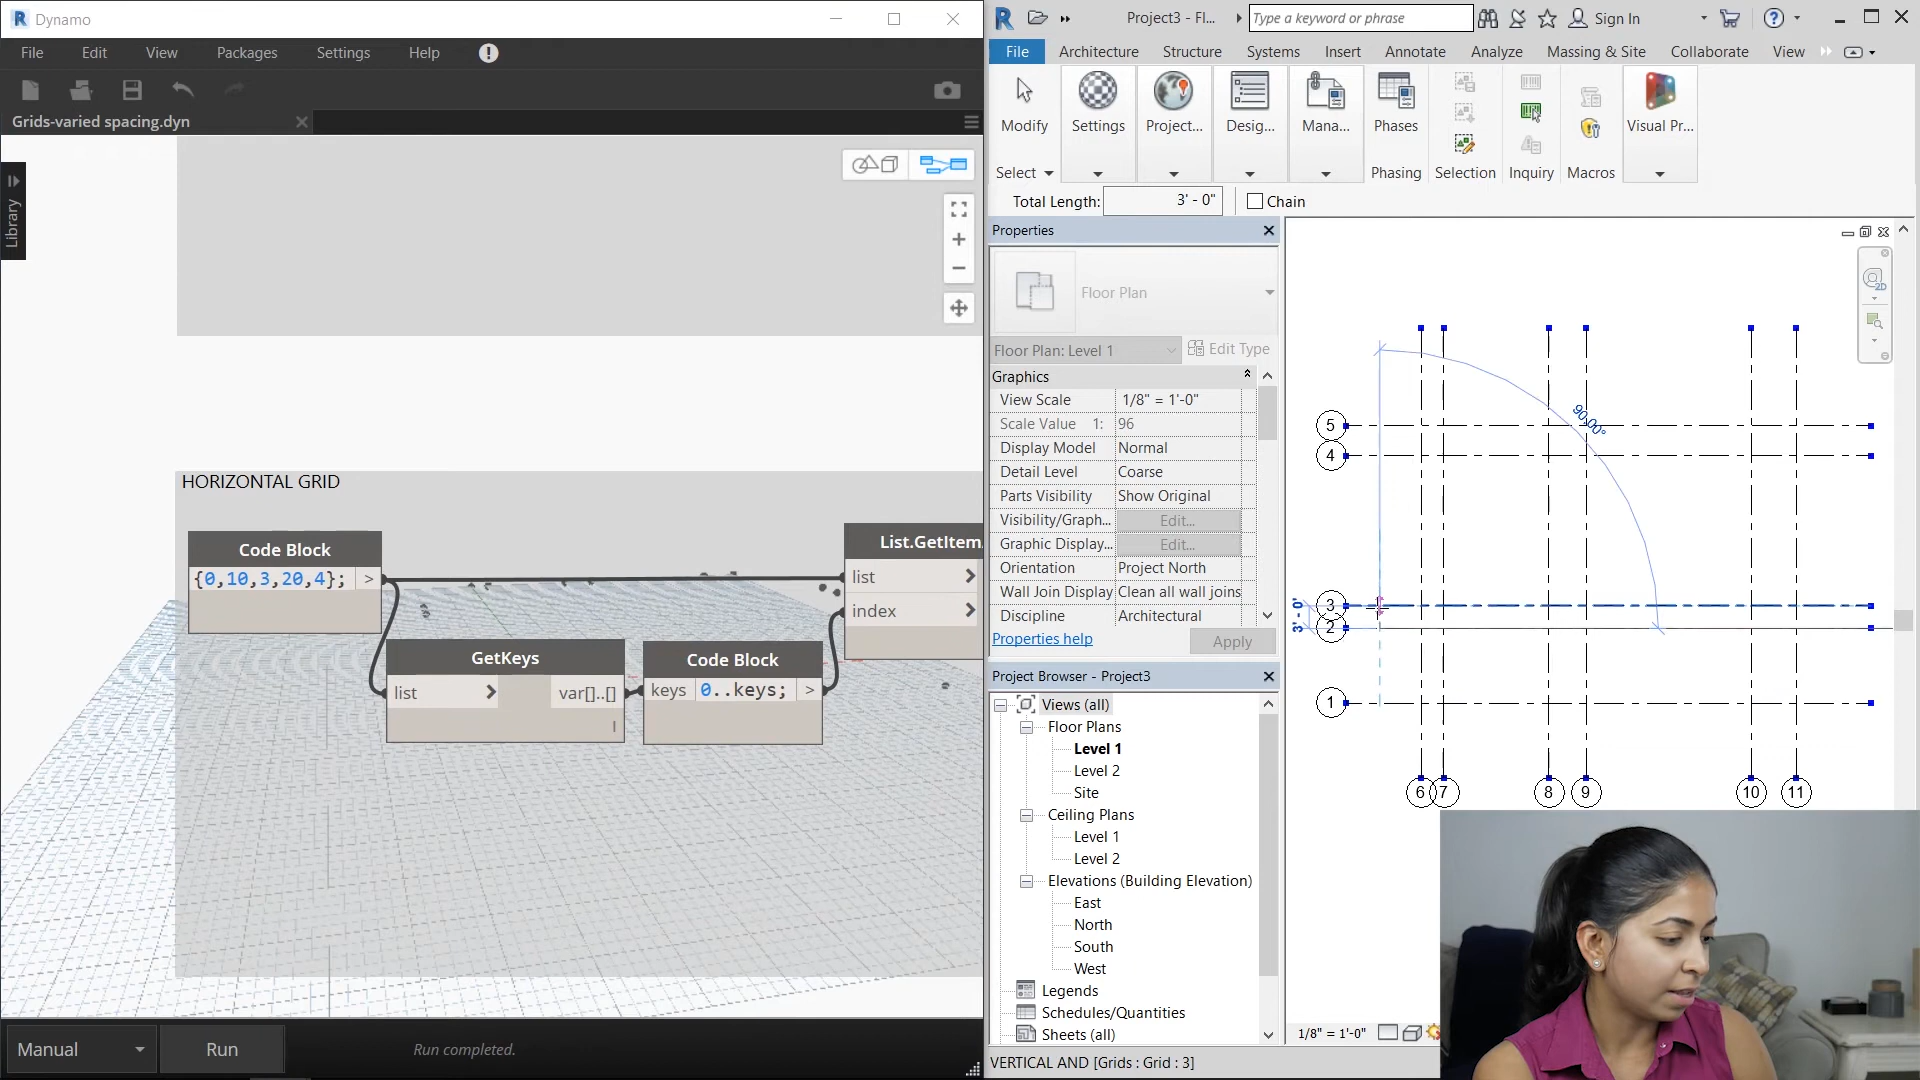 Dynamo
File Edit View Packages Settings Help
Grids-varied spacing.dyn
Library
HORIZONTAL GRID
Code Block
{0,10,3,20,4}; >
GetKeys
list > var[]..[]
Code Block
keys 0..keys; >
List.GetItem
list >
index >
Manual Run Run completed.
Project3 - Fl... Type a keyword or phrase Sign In
File Architecture Structure Systems Insert Annotate Analyze Massing & Site Collaborate View
Modify Settings Project... Desig... Mana... Phases Visual Pr...
Select Phasing Selection Inquiry Macros
Total Length: 3' - 0" Chain
Properties
Floor Plan
Floor Plan: Level 1 Edit Type
Graphics
View Scale 1/8" = 1'-0"
Scale Value 1: 96
Display Model Normal
Detail Level Coarse
Parts Visibility Show Original
Visibility/Graph... Edit...
Graphic Display... Edit...
Orientation Project North
Wall Join Display Clean all wall joins
Discipline Architectural
Properties help Apply
Project Browser - Project3
Views (all)
Floor Plans
Level 1
Level 2
Site
Ceiling Plans
Level 1
Level 2
Elevations (Building Elevation)
East
North
South
West
Legends
Schedules/Quantities
Sheets (all)
2D
90.00°
5
4
3
2
3' - 0"
1
6 7 8 9 10 11
1/8" = 1'-0"
VERTICAL AND [Grids : Grid : 3]